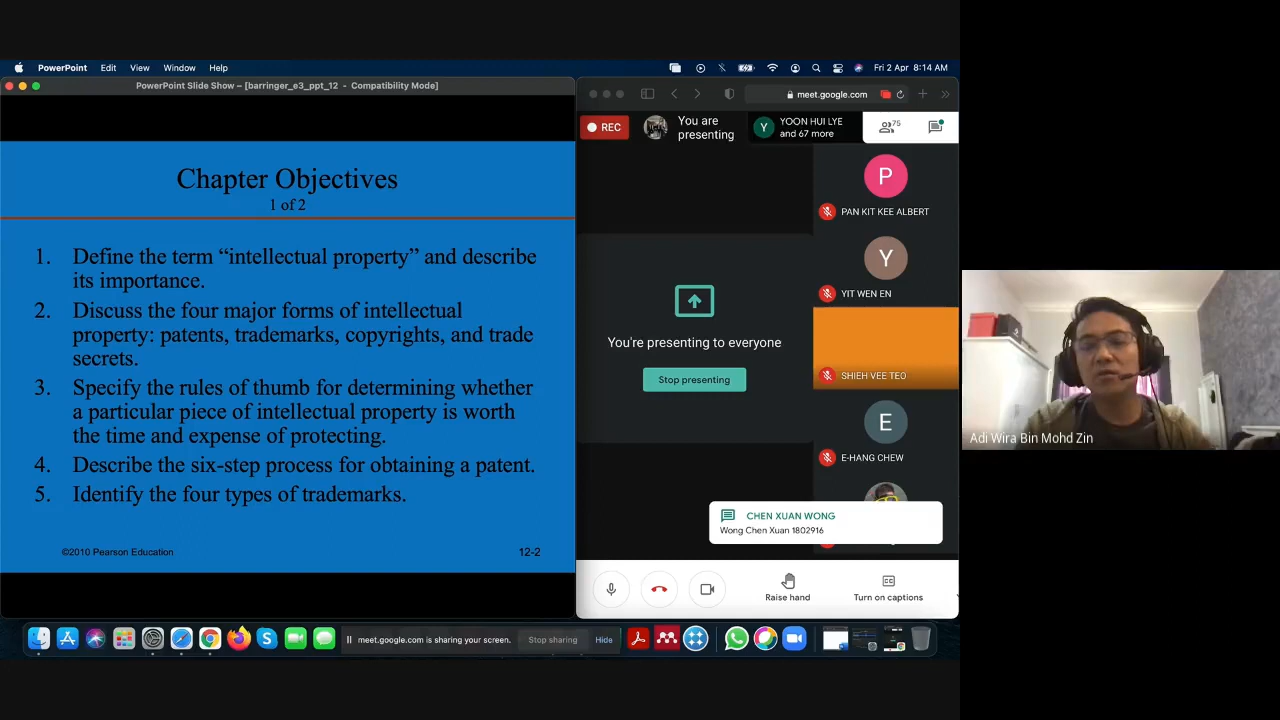 PowerPoint Edit View Window Help
Fri 2 Apr 8:14 AM
PowerPoint Slide Show – [barringer_e3_ppt_12 - Compatibility Mode]
Chapter Objectives
1 of 2
1. Define the term “intellectual property” and describe
its importance.
2. Discuss the four major forms of intellectual
property: patents, trademarks, copyrights, and trade
secrets.
3. Specify the rules of thumb for determining whether
a particular piece of intellectual property is worth
the time and expense of protecting.
4. Describe the six-step process for obtaining a patent.
5. Identify the four types of trademarks.
©2010 Pearson Education
12-2
meet.google.com
REC
You are
presenting
Y
YOON HUI LYE
and 67 more
75
P
PAN KIT KEE ALBERT
Y
YIT WEN EN
SHIEH VEE TEO
E
E-HANG CHEW
You're presenting to everyone
Stop presenting
CHEN XUAN WONG
Wong Chen Xuan 1802916
Raise hand
Turn on captions
meet.google.com is sharing your screen.
Stop sharing
Hide
Adi Wira Bin Mohd Zin